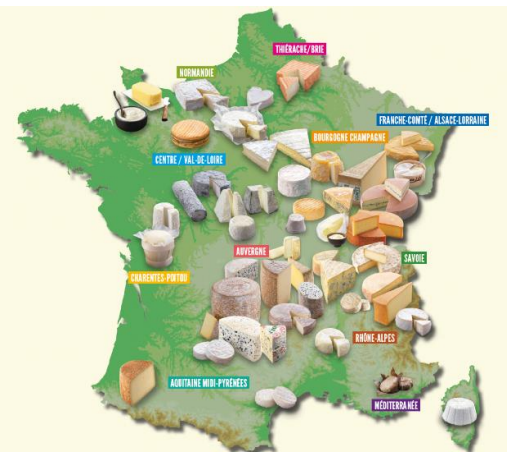 THIÉRACHE/BRIE
NORMANDIE
FRANCHE-COMTÉ / ALSACE-LORRAINE
BOURGOGNE CHAMPAGNE
CENTRE / VAL-DE-LOIRE
AUVERGNE
SAVOIE
CHARENTES-POITOU
RHÔNE-ALPES
AQUITAINE MIDI-PYRÉNÉES
MÉDITERRANÉE